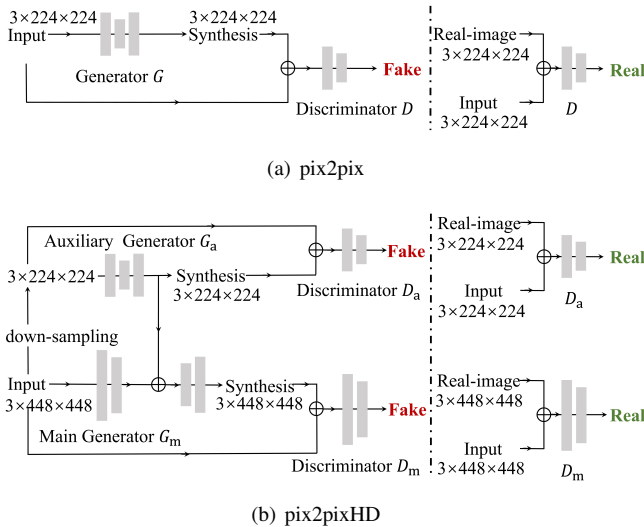 3×224×224
3×224×224
Input
Synthesis
Generator G
Fake
Discriminator D
Real-image
3×224×224
Real
Input
D
3×224×224
(a) pix2pix
Auxiliary Generator Gₐ
Fake
3×224×224
Synthesis
3×224×224
Discriminator Dₐ
Real-image
3×224×224
Real
Input
3×224×224
Dₐ
down-sampling
Input
3×448×448
Synthesis
3×448×448
Fake
Main Generator Gₘ
Discriminator Dₘ
Real-image
3×448×448
Real
Input
3×448×448
Dₘ
(b) pix2pixHD